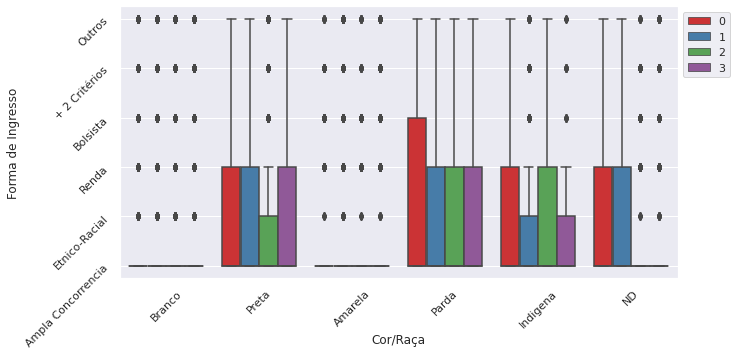 Forma de Ingresso
Outros
+ 2 Critérios
Bolsista
Renda
Etnico-Racial
Ampla Concorrencia
Branco
Preta
Amarela
Parda
Indigena
ND
Cor/Raça
0
1
2
3